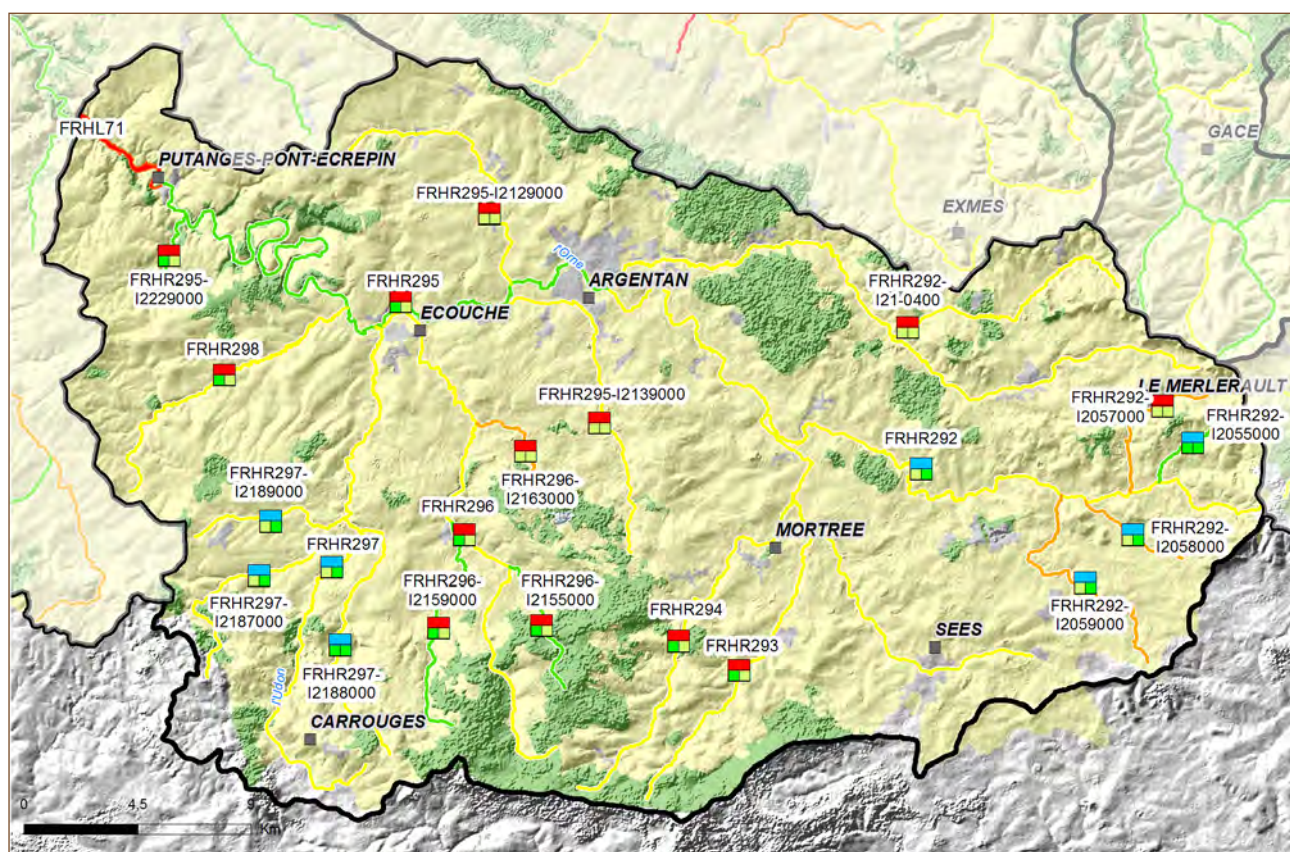 FRHL71
PUTANGES-PONT-ECREPIN
GACE
FRHR295-I2129000
EXMES
l'Orne
FRHR295-
I2229000
FRHR295
ARGENTAN
FRHR292-
I21-0400
ECOUCHE
FRHR298
LE MERLERAULT
FRHR292-
I2057000
FRHR292-
I2055000
FRHR295-I2139000
FRHR292
FRHR297-
I2189000
FRHR296-
I2163000
FRHR296
MORTREE
FRHR292-
I2058000
FRHR297
FRHR297-
I2187000
FRHR296-
I2159000
FRHR296-
I2155000
FRHR294
FRHR292-
I2059000
FRHR293
SEES
FRHR297-
I2188000
l'Udon
CARROUGES
0 4,5 9
Km